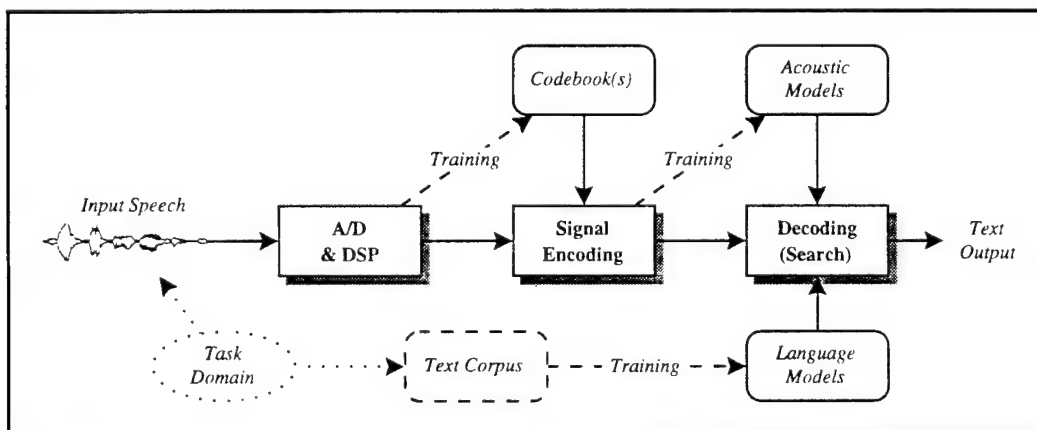 Codebook(s)
Acoustic
Models
Training
Training
Input Speech
A/D
& DSP
Signal
Encoding
Decoding
(Search)
Text
Output
Task
Domain
Text Corpus
Training
Language
Models